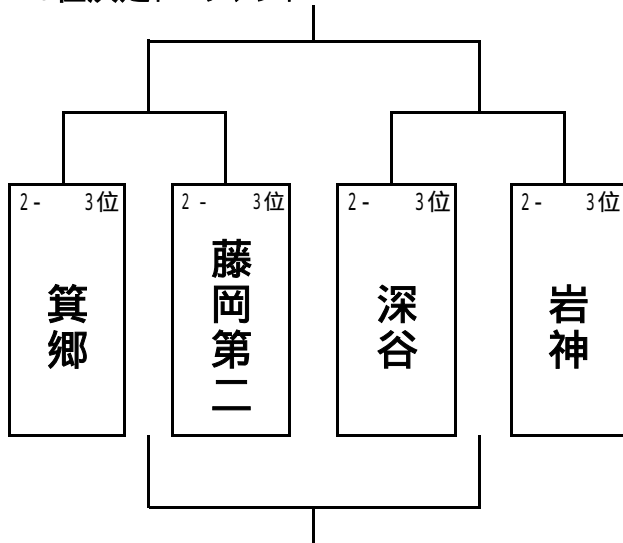 2-　3位
箕郷
2-　3位
藤岡第二
2-　3位
深谷
2-　3位
岩神